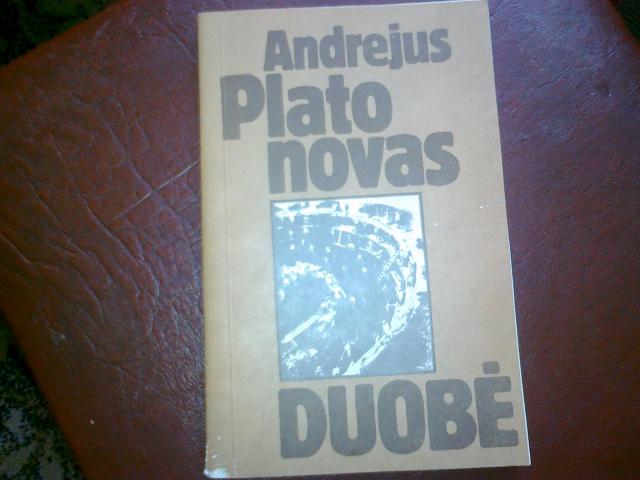 Andrejus
Plato
novas
DUOBĖ